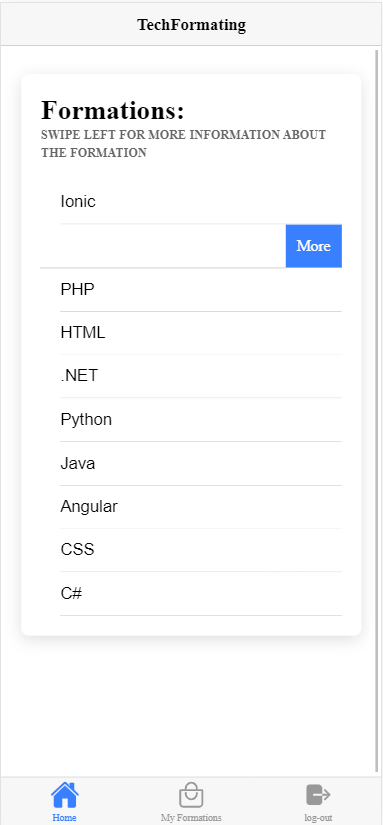 TechFormating
Formations:
SWIPE LEFT FOR MORE INFORMATION ABOUT
THE FORMATION
Ionic
More
PHP
HTML
.NET
Python
Java
Angular
CSS
C#
Home
My Formations
log-out